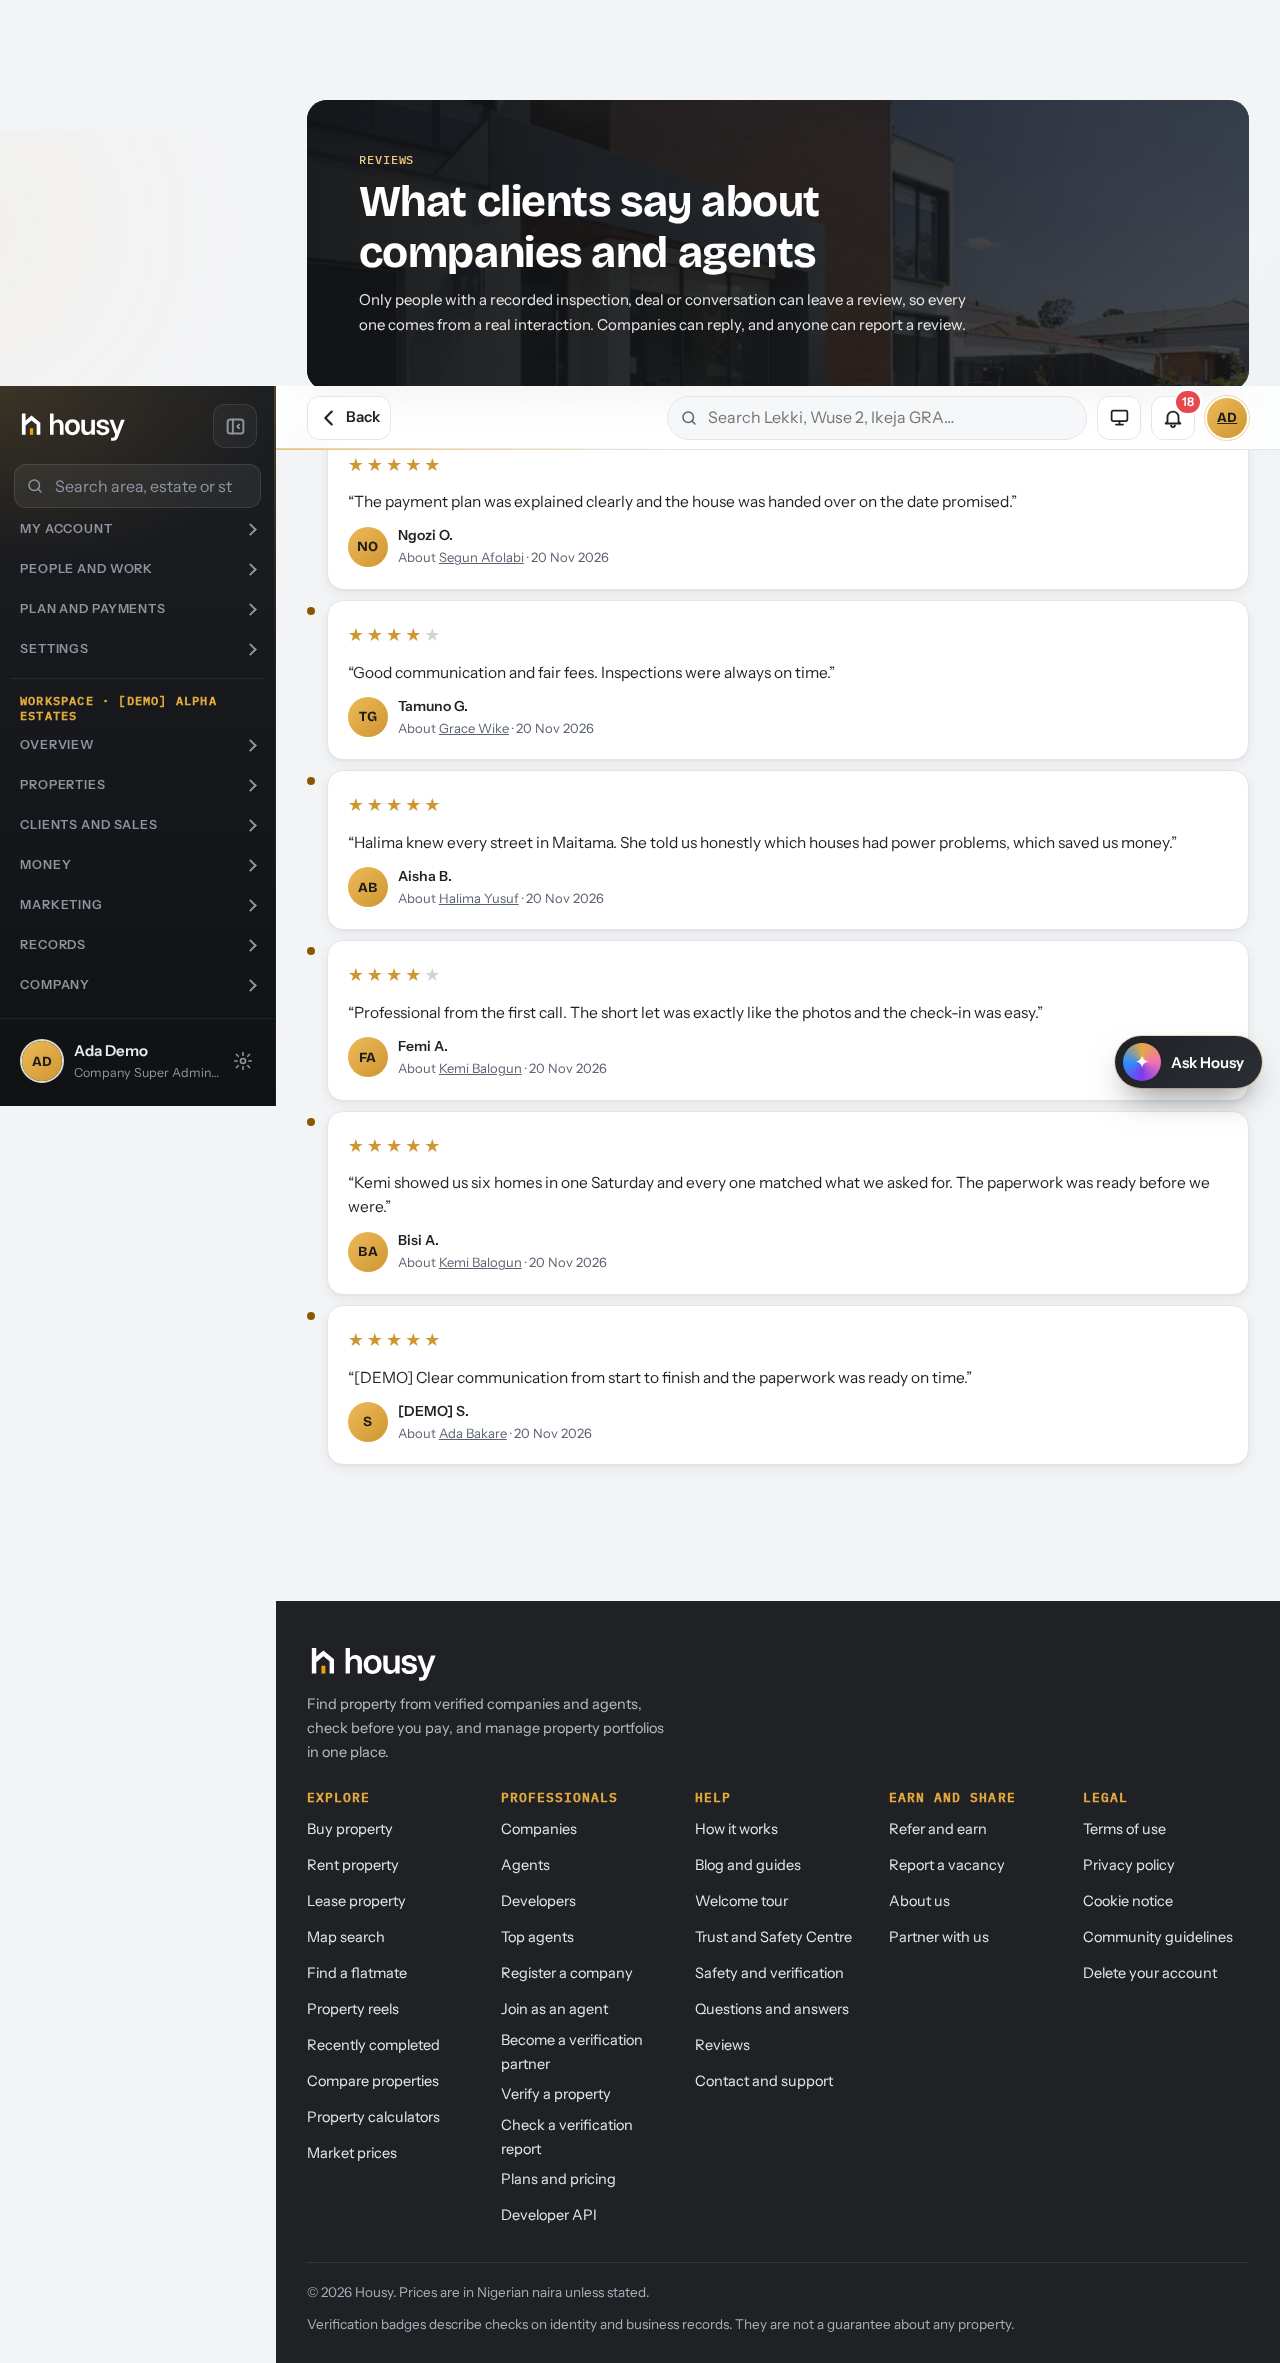 REVIEWS
What clients say about
companies and agents
Only people with a recorded inspection, deal or conversation can leave a review, so every
one comes from a real interaction. Companies can reply, and anyone can report a review.
housy
Search area, estate or st
MY ACCOUNT
PEOPLE AND WORK
PLAN AND PAYMENTS
SETTINGS
WORKSPACE · [DEMO] ALPHA
ESTATES
OVERVIEW
PROPERTIES
CLIENTS AND SALES
MONEY
MARKETING
RECORDS
COMPANY
AD
Ada Demo
Company Super Admin...
Back
Search Lekki, Wuse 2, Ikeja GRA...
18
AD
★★★★★
“The payment plan was explained clearly and the house was handed over on the date promised.”
NO
Ngozi O.
About Segun Afolabi · 20 Nov 2026
★★★★★
“Good communication and fair fees. Inspections were always on time.”
TG
Tamuno G.
About Grace Wike · 20 Nov 2026
★★★★★
“Halima knew every street in Maitama. She told us honestly which houses had power problems, which saved us money.”
AB
Aisha B.
About Halima Yusuf · 20 Nov 2026
★★★★★
“Professional from the first call. The short let was exactly like the photos and the check-in was easy.”
FA
Femi A.
About Kemi Balogun · 20 Nov 2026
Ask Housy
★★★★★
“Kemi showed us six homes in one Saturday and every one matched what we asked for. The paperwork was ready before we
were.”
BA
Bisi A.
About Kemi Balogun · 20 Nov 2026
★★★★★
“[DEMO] Clear communication from start to finish and the paperwork was ready on time.”
S
[DEMO] S.
About Ada Bakare · 20 Nov 2026
housy
Find property from verified companies and agents,
check before you pay, and manage property portfolios
in one place.
EXPLORE
Buy property
Rent property
Lease property
Map search
Find a flatmate
Property reels
Recently completed
Compare properties
Property calculators
Market prices
PROFESSIONALS
Companies
Agents
Developers
Top agents
Register a company
Join as an agent
Become a verification
partner
Verify a property
Check a verification
report
Plans and pricing
Developer API
HELP
How it works
Blog and guides
Welcome tour
Trust and Safety Centre
Safety and verification
Questions and answers
Reviews
Contact and support
EARN AND SHARE
Refer and earn
Report a vacancy
About us
Partner with us
LEGAL
Terms of use
Privacy policy
Cookie notice
Community guidelines
Delete your account
© 2026 Housy. Prices are in Nigerian naira unless stated.
Verification badges describe checks on identity and business records. They are not a guarantee about any property.